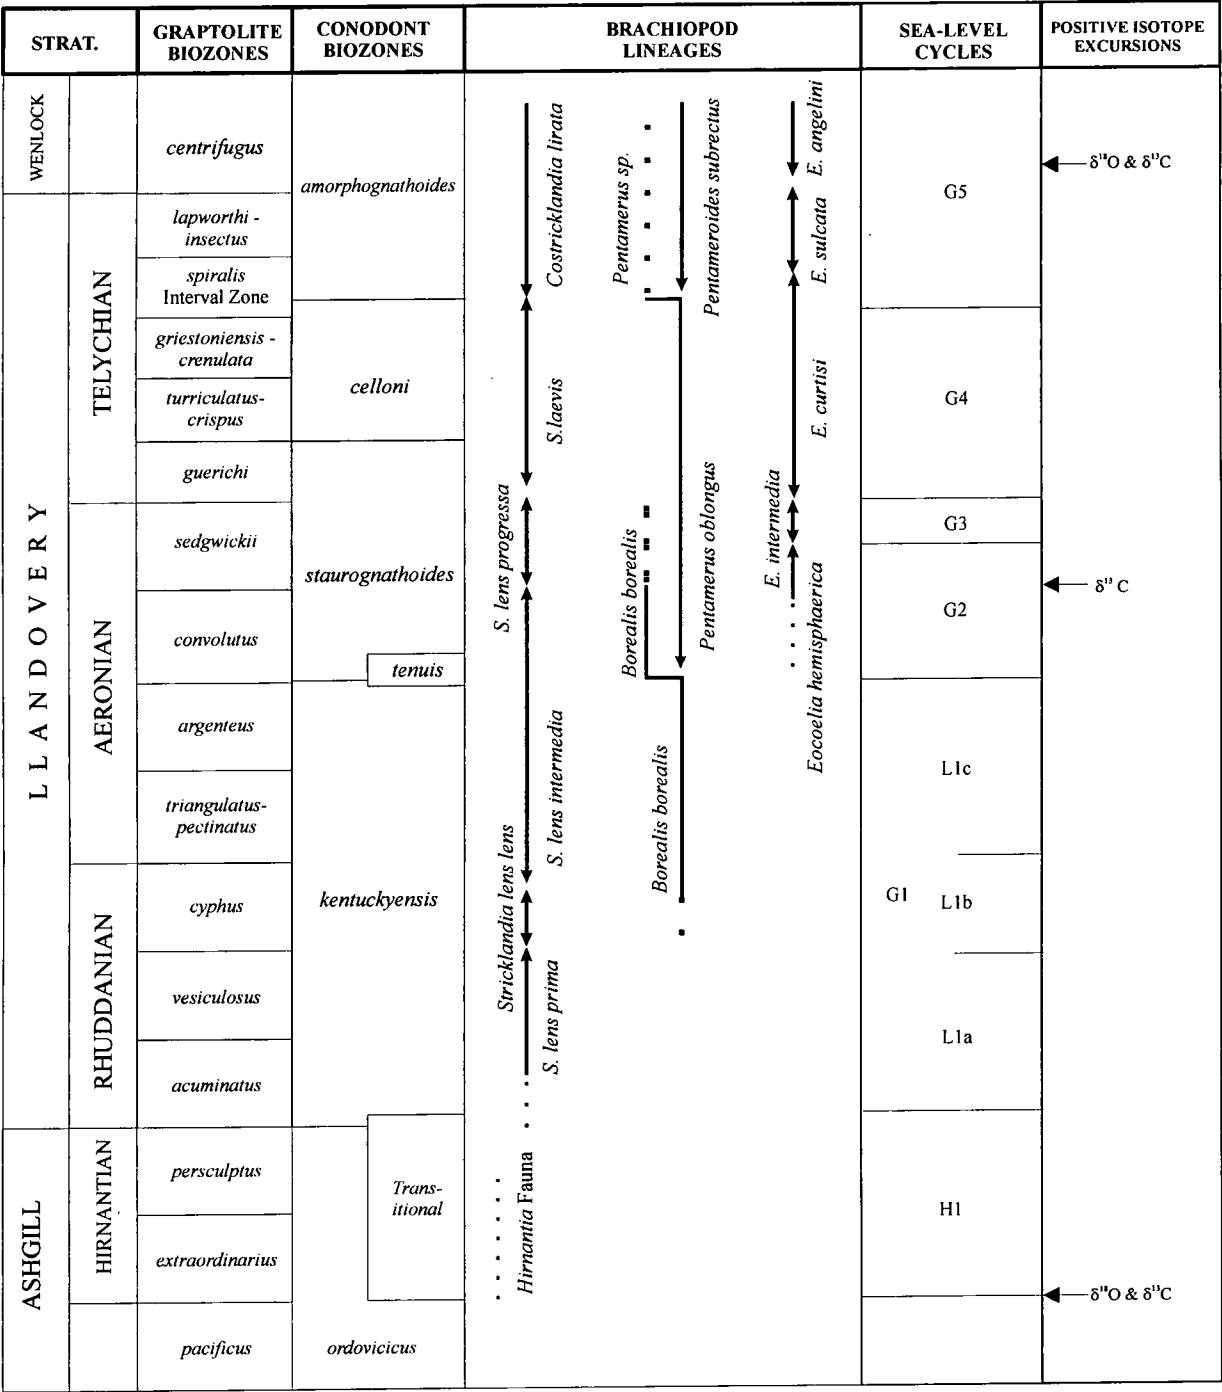 STRAT.
GRAPTOLITE
BIOZONES
CONODONT
BIOZONES
BRACHIOPOD
LINEAGES
SEA-LEVEL
CYCLES
POSITIVE ISOTOPE
EXCURSIONS
WENLOCK
LLANDOVERY
ASHGILL
TELYCHIAN
AERONIAN
RHUDDANIAN
HIRNANTIAN
centrifugus
lapworthi -
insectus
spiralis
Interval Zone
griestoniensis -
crenulata
turriculatus-
crispus
guerichi
sedgwickii
convolutus
argenteus
triangulatus-
pectinatus
cyphus
vesiculosus
acuminatus
persculptus
extraordinarius
pacificus
amorphognathoides
celloni
staurognathoides
tenuis
kentuckyensis
Trans-
itional
ordovicicus
Costricklandia lirata
S.laevis
S. lens progressa
S. lens intermedia
Stricklandia lens lens
S. lens prima
Hirnantia Fauna
Pentamerus sp.
Pentameroides subrectus
Pentamerus oblongus
Borealis borealis
Borealis borealis
E. angelini
E. sulcata
E. curtisi
E. intermedia
Eocoelia hemisphaerica
G5
G4
G3
G2
L1c
G1
L1b
L1a
H1
δ¹⁸O & δ¹³C
δ¹³ C
δ¹⁸O & δ¹³C